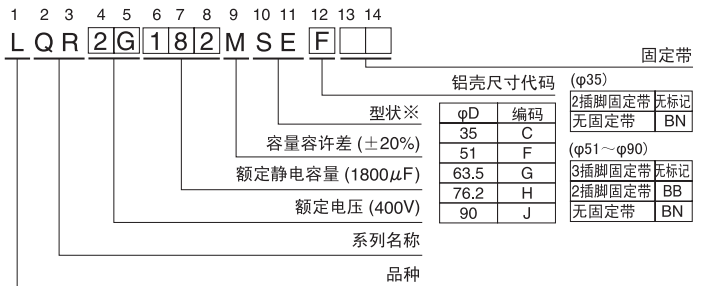 1 2 3 4 5 6 7 8 9 10 11 12 13 14
L Q R 2 G 1 8 2 M S E F
固定带
铝壳尺寸代码
型状※
容量容许差 (±20%)
额定静电容量 (1800μF)
额定电压 (400V)
系列名称
品种
φD 编码
35 C
51 F
63.5 G
76.2 H
90 J
(φ35)
2插脚固定带 无标记
无固定带 BN
(φ51～φ90)
3插脚固定带 无标记
2插脚固定带 BB
无固定带 BN